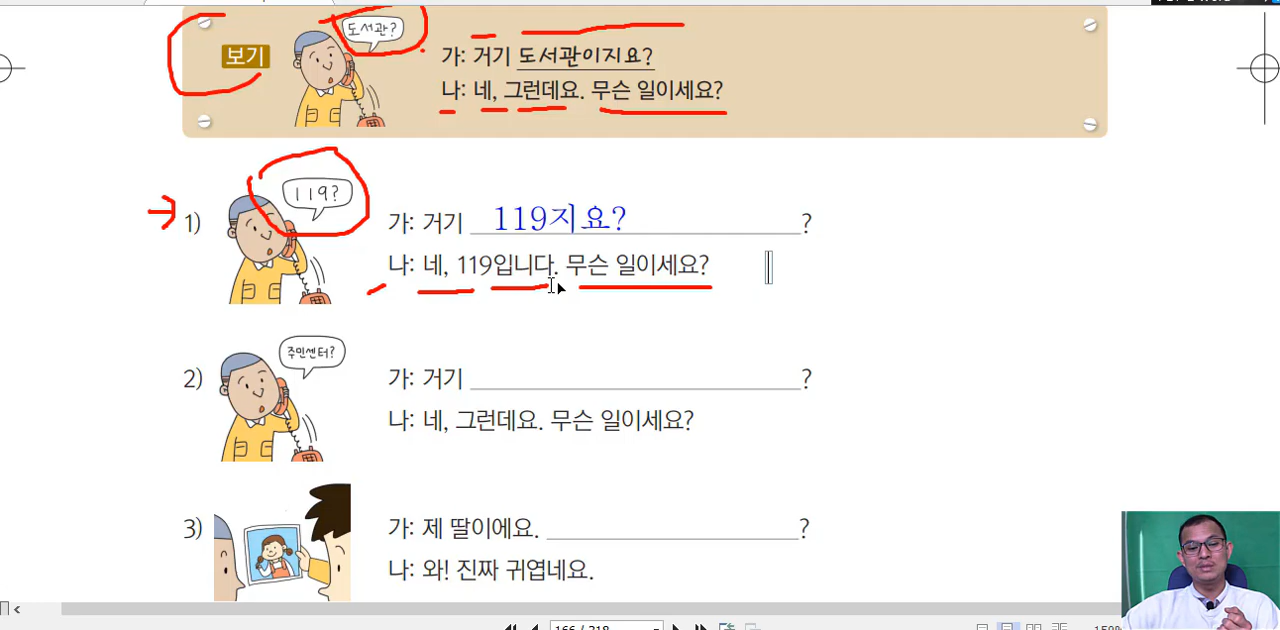 도서관?
보기
가: 거기 도서관이지요?
나: 네, 그런데요. 무슨 일이세요?
119?
1)
가: 거기 119지요? ?
나: 네, 119입니다. 무슨 일이세요?
주민센터?
2)
가: 거기 ?
나: 네, 그런데요. 무슨 일이세요?
3)
가: 제 딸이에요. ?
나: 와! 진짜 귀엽네요.
166 / 218